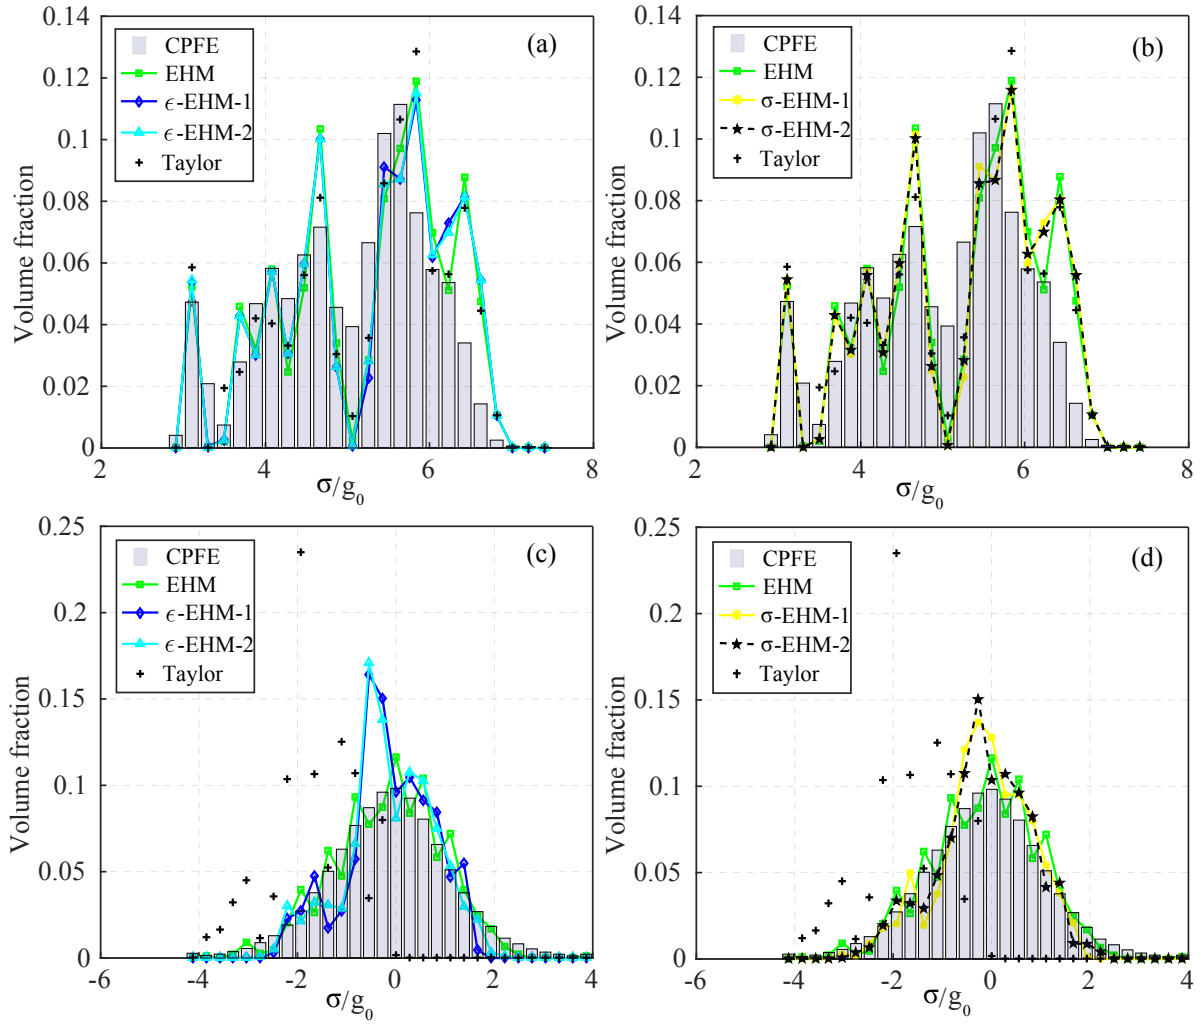 0.14
0.12
0.1
0.08
0.06
0.04
0.02
0
Volume fraction
CPFE
EHM
ϵ-EHM-1
ϵ-EHM-2
Taylor
(a)
2 4 6 8
σ/g₀
0.14
0.12
0.1
0.08
0.06
0.04
0.02
0
Volume fraction
CPFE
EHM
σ-EHM-1
σ-EHM-2
Taylor
(b)
2 4 6 8
σ/g₀
0.25
0.2
0.15
0.1
0.05
0
Volume fraction
CPFE
EHM
ϵ-EHM-1
ϵ-EHM-2
Taylor
(c)
-6 -4 -2 0 2 4
σ/g₀
0.25
0.2
0.15
0.1
0.05
0
Volume fraction
CPFE
EHM
σ-EHM-1
σ-EHM-2
Taylor
(d)
-6 -4 -2 0 2 4
σ/g₀